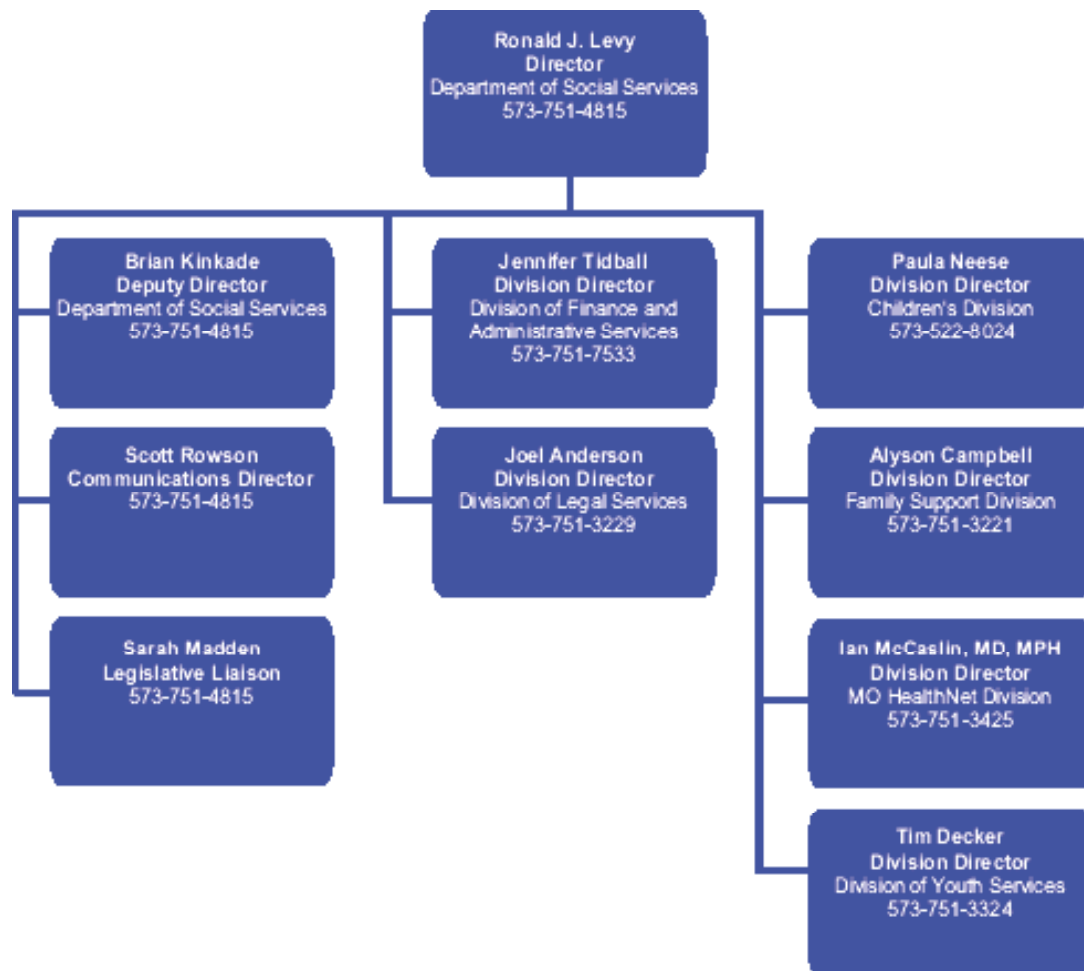 Ronald J. Levy
Director
Department of Social Services
573-751-4815
Brian Kinkade
Deputy Director
Department of Social Services
573-751-4815
Scott Rowson
Communications Director
573-751-4815
Sarah Madden
Legislative Liaison
573-751-4815
Jennifer Tidball
Division Director
Division of Finance and
Administrative Services
573-751-7533
Joel Anderson
Division Director
Division of Legal Services
573-751-3229
Paula Neese
Division Director
Children's Division
573-522-8024
Alyson Campbell
Division Director
Family Support Division
573-751-3221
Ian McCaslin, MD, MPH
Division Director
MO HealthNet Division
573-751-3425
Tim Decker
Division Director
Division of Youth Services
573-751-3324